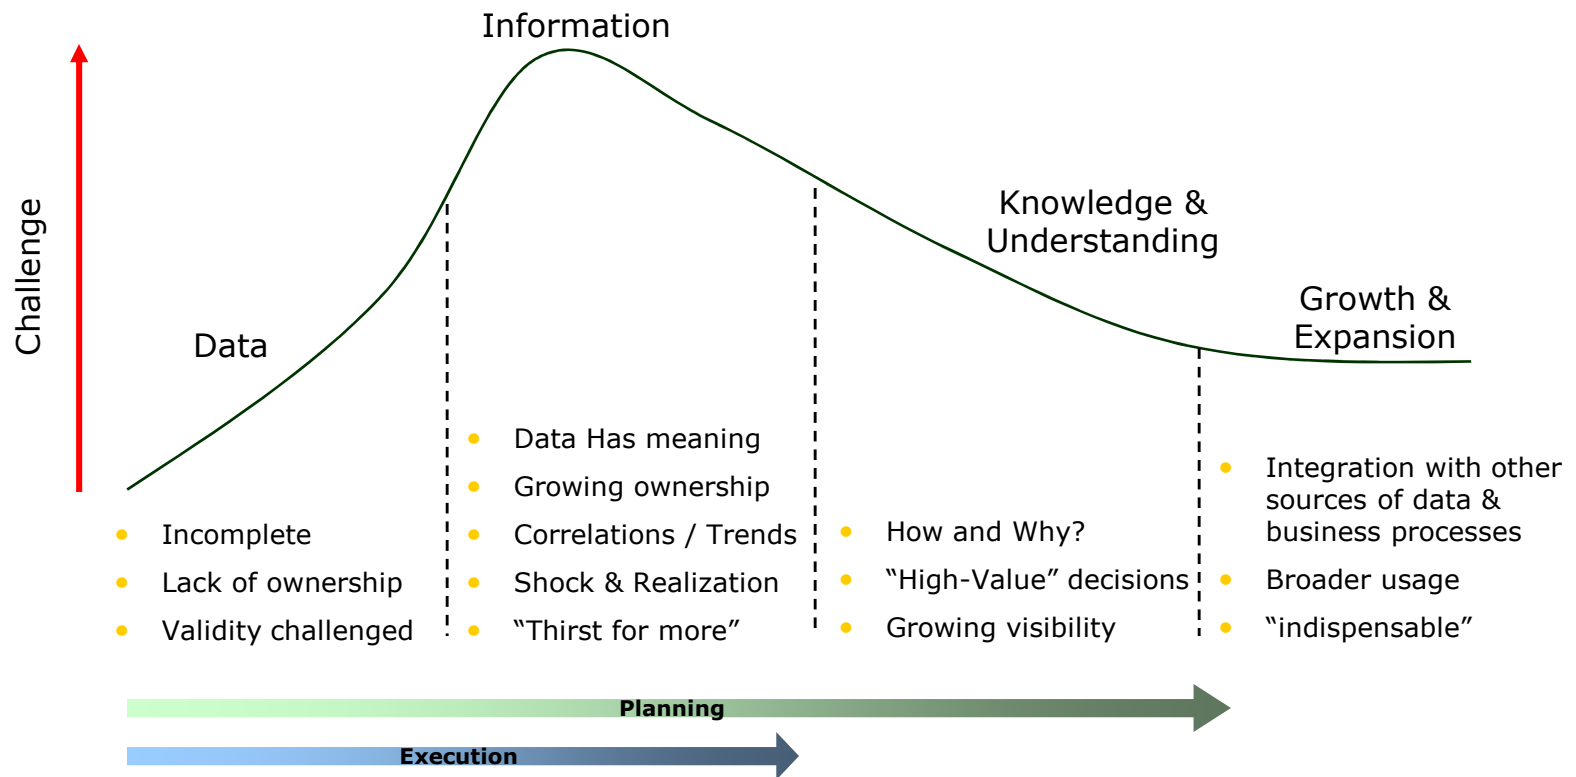 Information
Challenge
Data
Knowledge &
Understanding
Growth &
Expansion
• Incomplete
• Lack of ownership
• Validity challenged
• Data Has meaning
• Growing ownership
• Correlations / Trends
• Shock & Realization
• “Thirst for more”
• How and Why?
• “High-Value” decisions
• Growing visibility
• Integration with other
sources of data &
business processes
• Broader usage
• “indispensable”
Planning
Execution